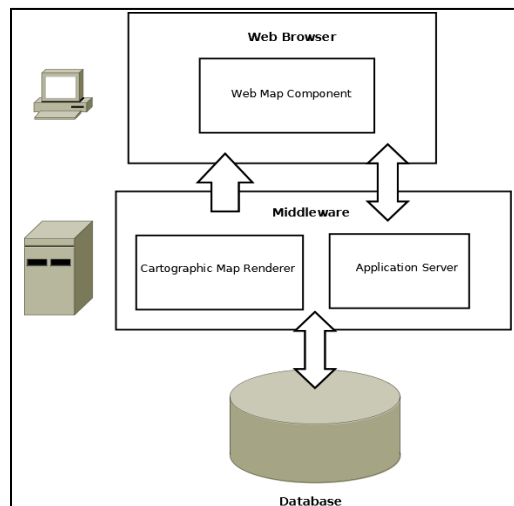 Web Browser
Web Map Component
Middleware
Cartographic Map Renderer
Application Server
Database